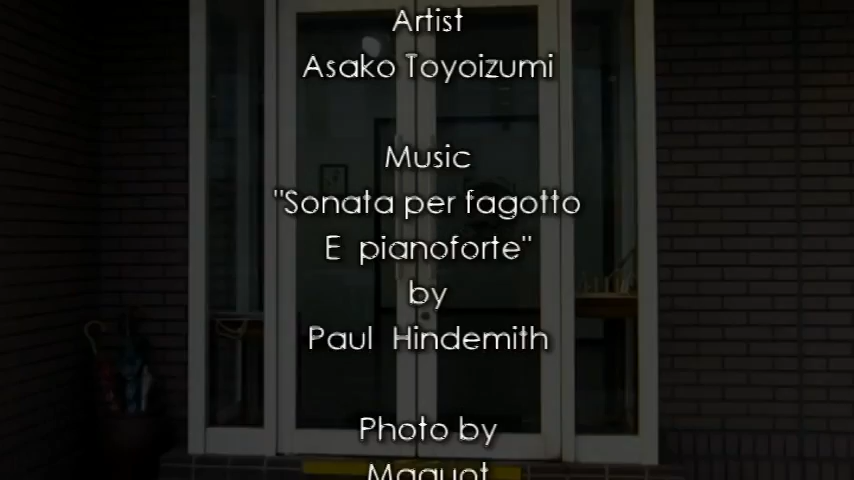 Artist
Asako Toyoizumi
Music
"Sonata per fagotto
E pianoforte"
by
Paul Hindemith
Photo by